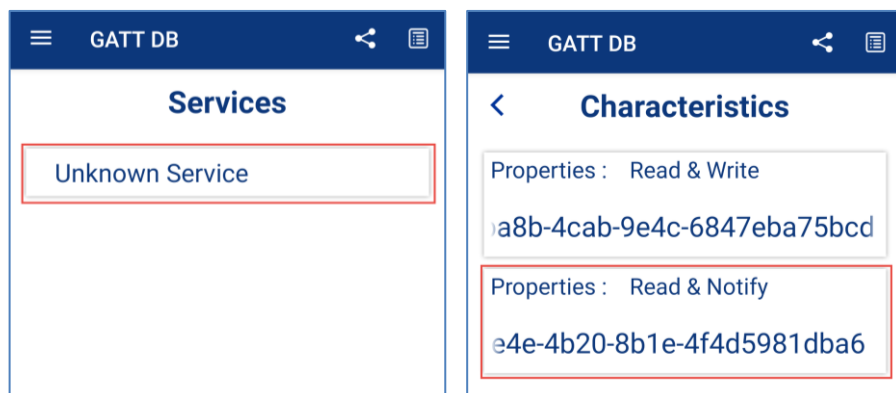 GATT DB
Services
Unknown Service
GATT DB
Characteristics
Properties : Read & Write
a8b-4cab-9e4c-6847eba75bcd
Properties : Read & Notify
e4e-4b20-8b1e-4f4d5981dba6